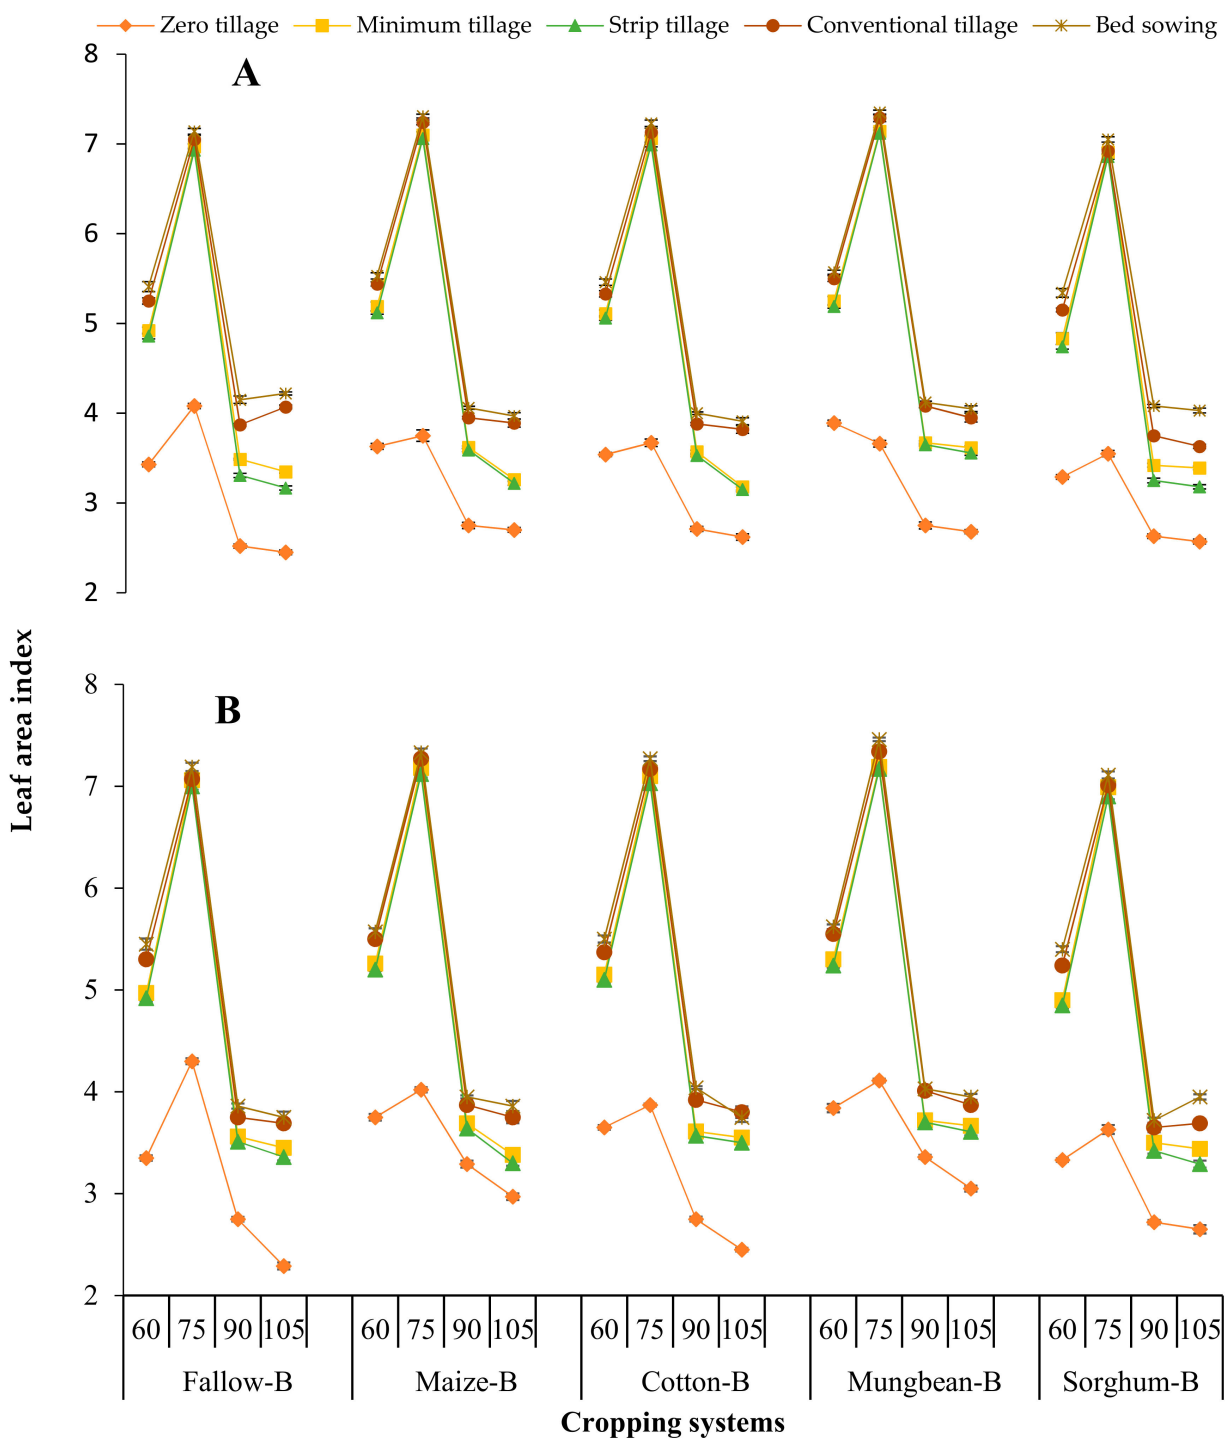 Zero tillage Minimum tillage Strip tillage Conventional tillage Bed sowing
A
8
7
6
5
4
3
2
Leaf area index
B
8
7
6
5
4
3
2
60 75 90 105 60 75 90 105 60 75 90 105 60 75 90 105 60 75 90 105
Fallow-B Maize-B Cotton-B Mungbean-B Sorghum-B
Cropping systems